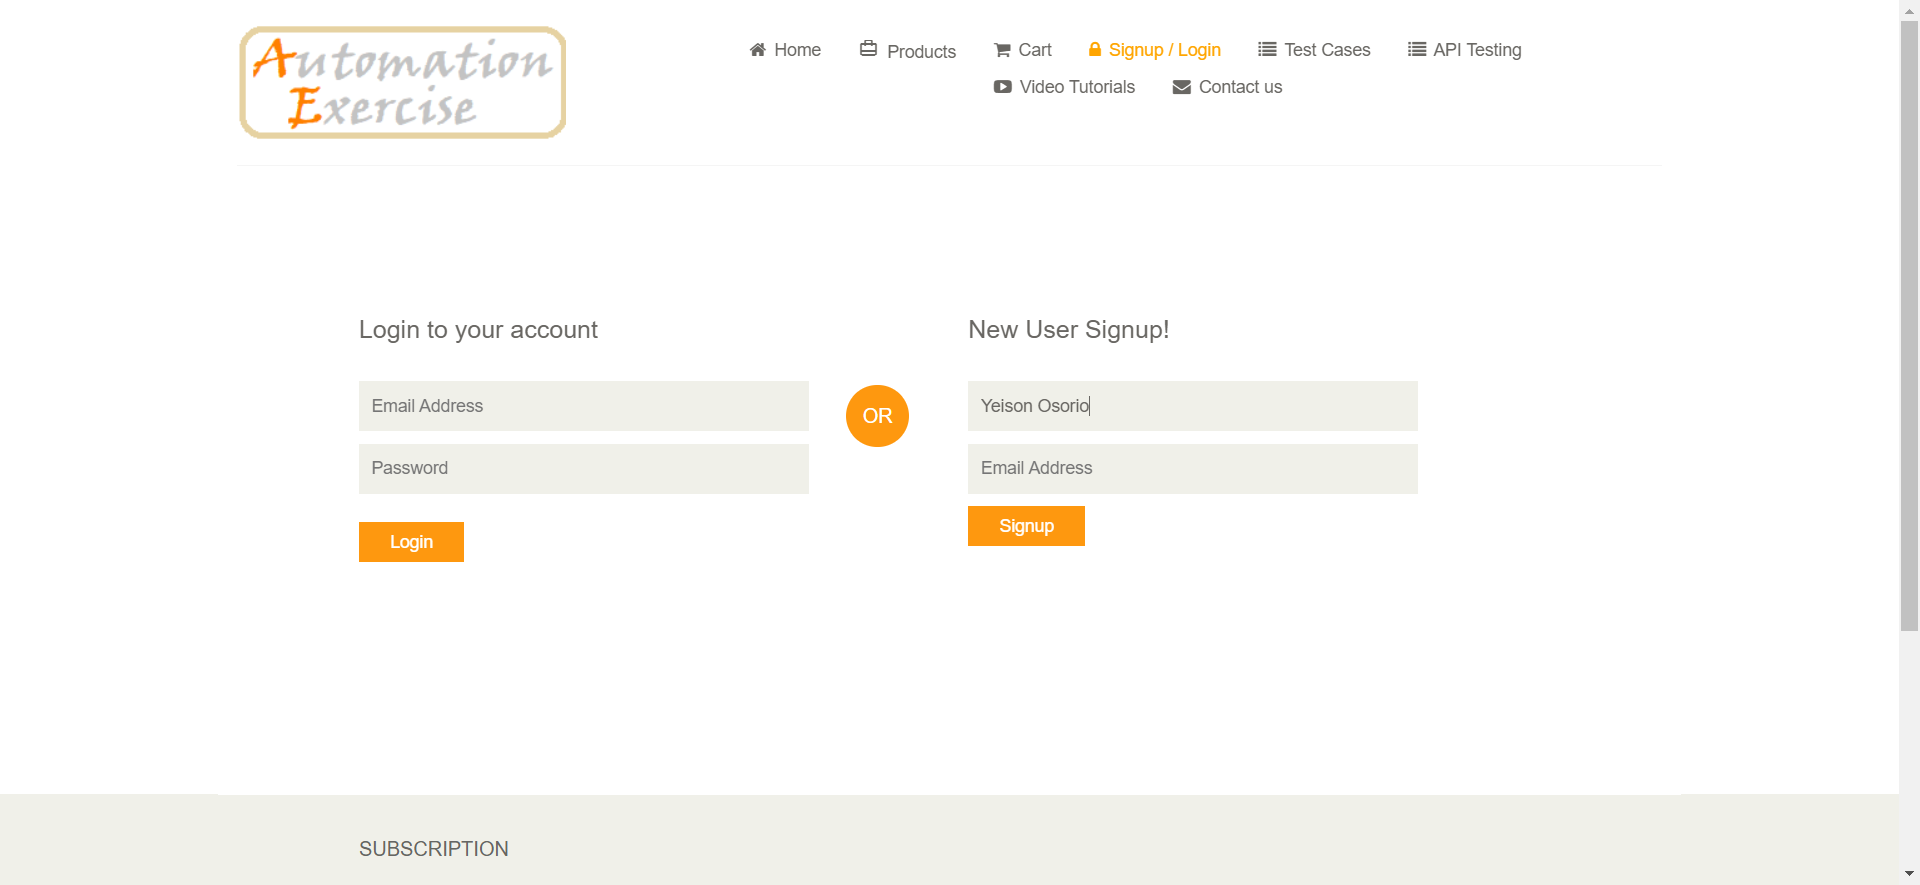 Automation
Exercise
Home Products Cart Signup / Login Test Cases API Testing
Video Tutorials Contact us
Login to your account
Email Address
Password
Login
OR
New User Signup!
Yeison Osorio
Email Address
Signup
SUBSCRIPTION